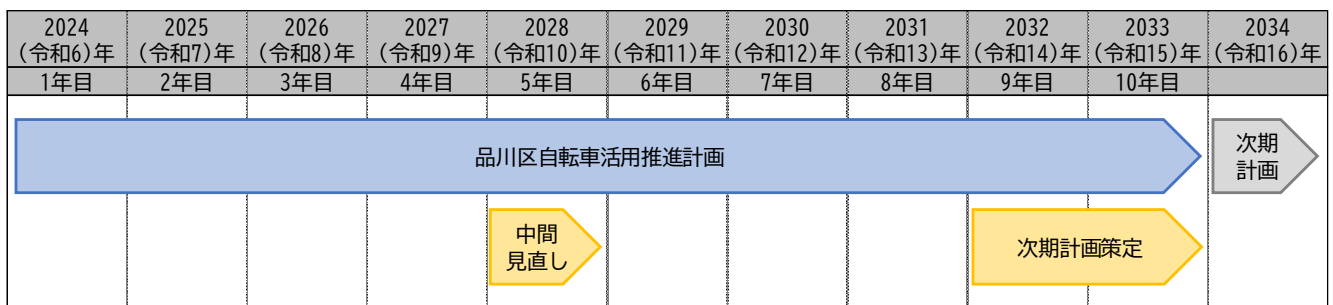 2024 2025 2026 2027 2028 2029 2030 2031 2032 2033 2034
(令和6)年 (令和7)年 (令和8)年 (令和9)年 (令和10)年 (令和11)年 (令和12)年 (令和13)年 (令和14)年 (令和15)年 (令和16)年
1年目 2年目 3年目 4年目 5年目 6年目 7年目 8年目 9年目 10年目
品川区自転車活用推進計画
次期
計画
中間
見直し
次期計画策定